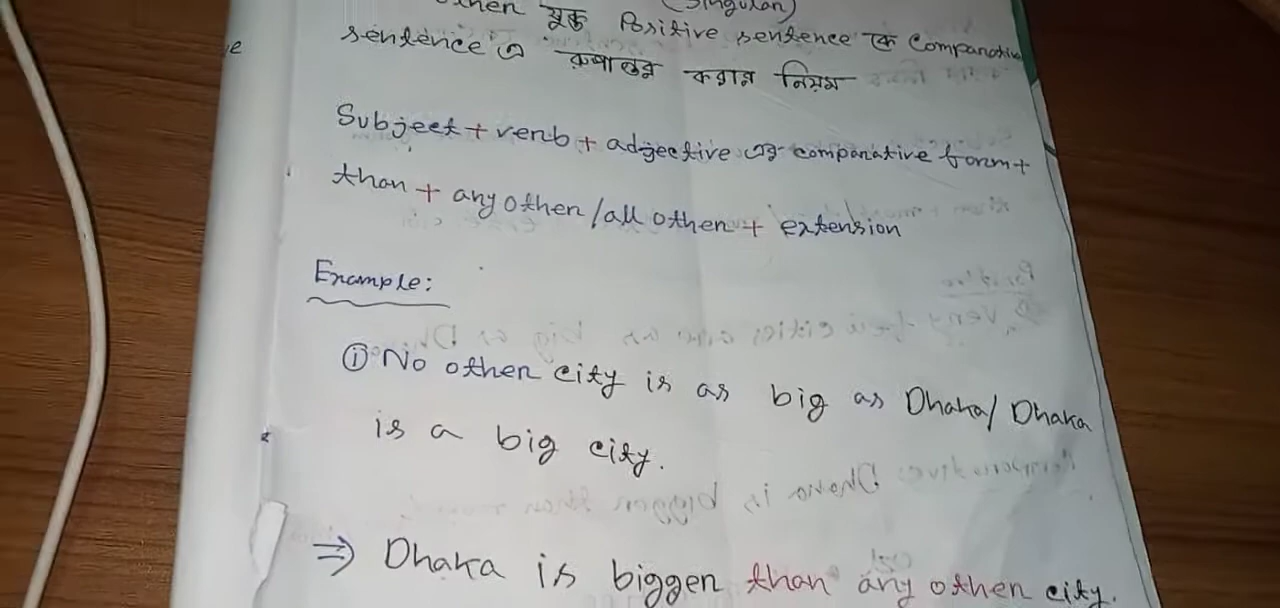 other (Singular)
যুক্ত Positive sentence কে Comparative
sentence এ রুপান্তর করার নিয়ম
Subject + verb + adjective এর comparative form +
than + any other /all other + extension
Example:
① No other city is as big as Dhaka/ Dhaka
is a big city.
⇒ Dhaka is bigger than any other city.